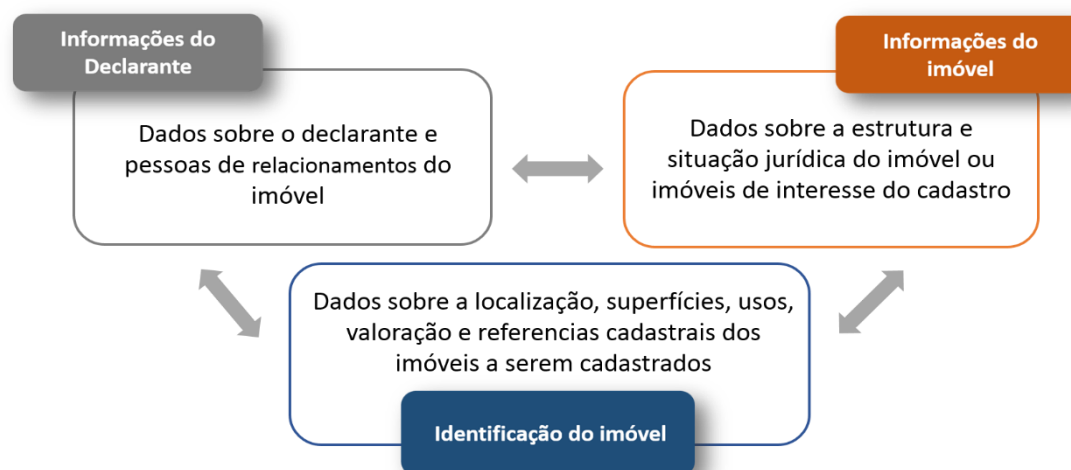 Informações do
Declarante
Dados sobre o declarante e
pessoas de relacionamentos do
imóvel
Informações do
imóvel
Dados sobre a estrutura e
situação jurídica do imóvel ou
imóveis de interesse do cadastro
Dados sobre a localização, superfícies, usos,
valoração e referencias cadastrais dos
imóveis a serem cadastrados
Identificação do imóvel